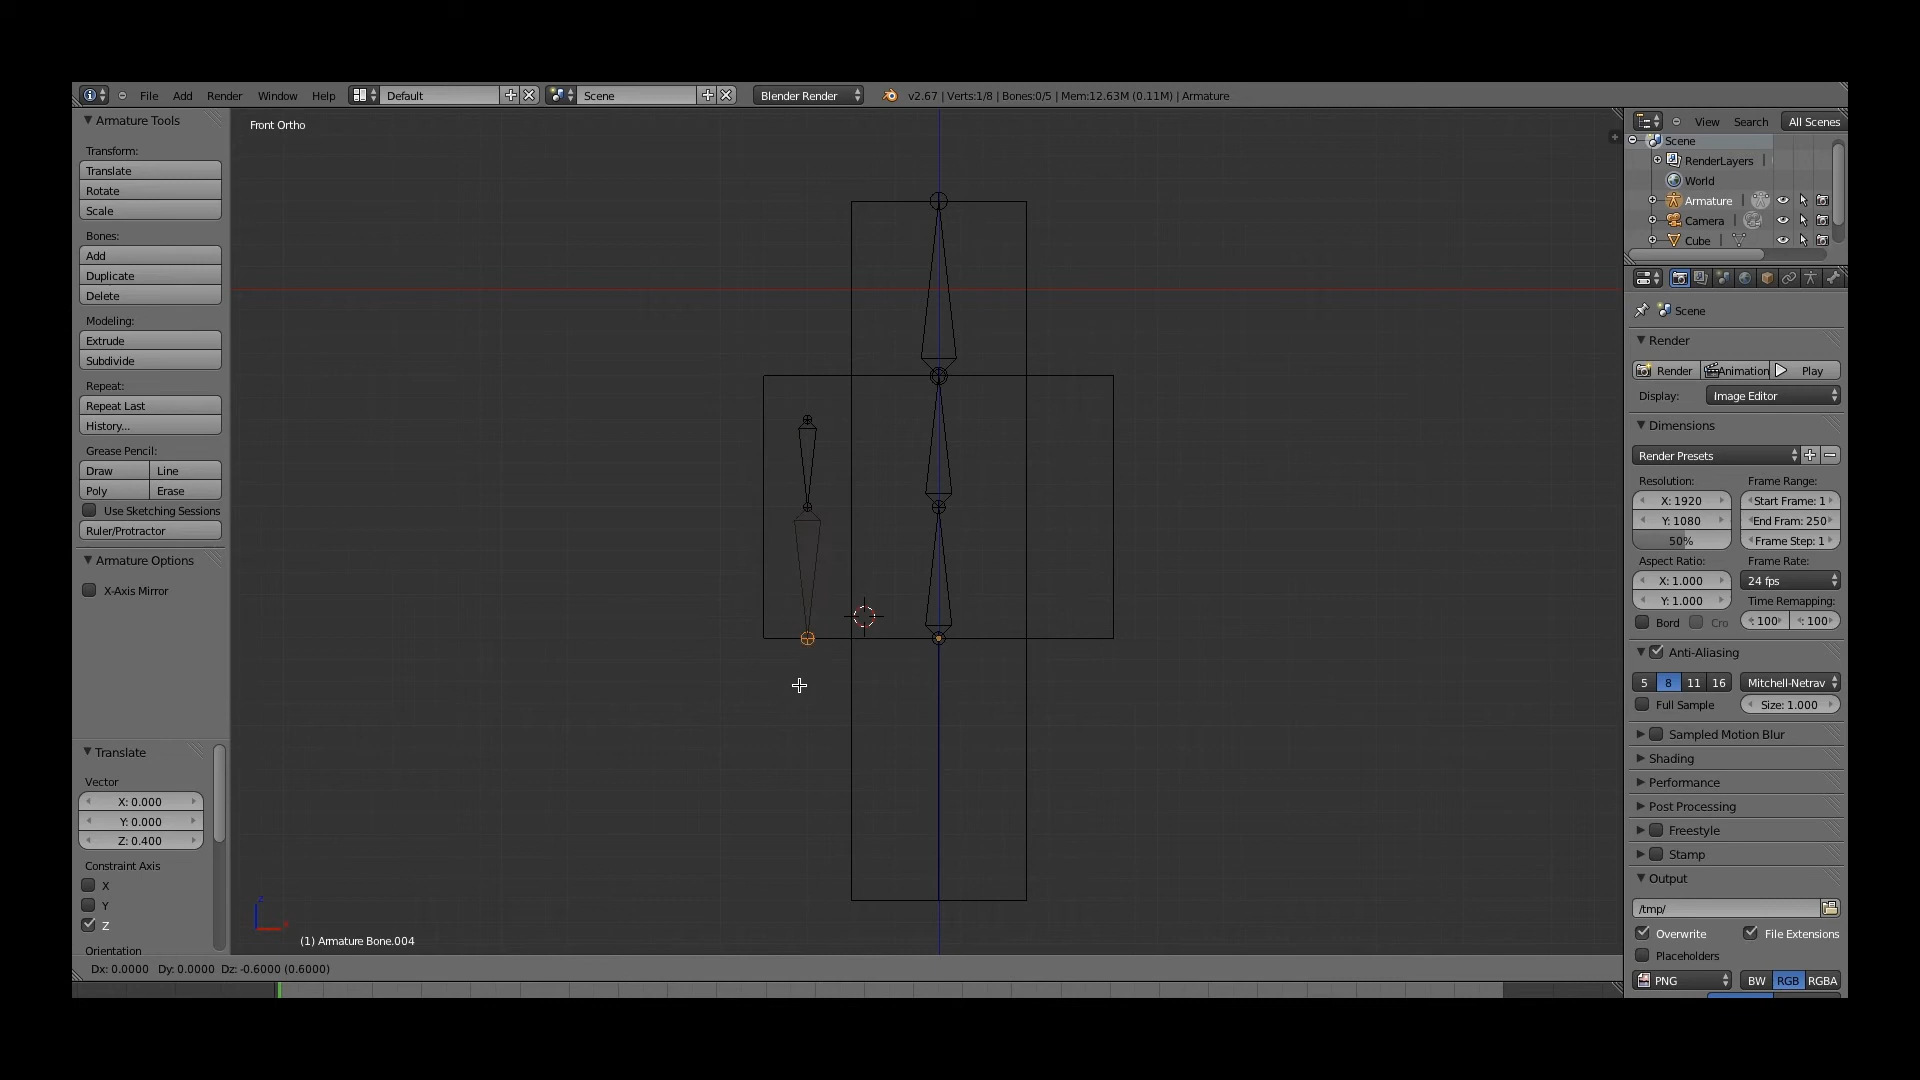 File Add Render Window Help Default Scene Blender Render v2.67 | Verts:1/8 | Bones:0/5 | Mem:12.63M (0.11M) | Armature
Armature Tools
Transform:
Translate
Rotate
Scale
Bones:
Add
Duplicate
Delete
Modeling:
Extrude
Subdivide
Repeat:
Repeat Last
History...
Grease Pencil:
Draw Line
Poly Erase
Use Sketching Sessions
Ruler/Protractor
Armature Options
X-Axis Mirror
Translate
Vector
X: 0.000
Y: 0.000
Z: 0.400
Constraint Axis
X
Y
Z
Orientation
Front Ortho
(1) Armature Bone.004
Dx: 0.0000 Dy: 0.0000 Dz: -0.6000 (0.6000)
View Search All Scenes
Scene
RenderLayers
World
Armature
Camera
Cube
Scene
Render
Render Animation Play
Display: Image Editor
Dimensions
Render Presets
Resolution: Frame Range:
X: 1920 Start Frame: 1
Y: 1080 End Fram: 250
50% Frame Step: 1
Aspect Ratio: Frame Rate:
X: 1.000 24 fps
Y: 1.000 Time Remapping:
Bord Cro : 100 : 100
Anti-Aliasing
5 8 11 16 Mitchell-Netrav
Full Sample Size: 1.000
Sampled Motion Blur
Shading
Performance
Post Processing
Freestyle
Stamp
Output
/tmp/
Overwrite File Extensions
Placeholders
PNG BW RGB RGBA